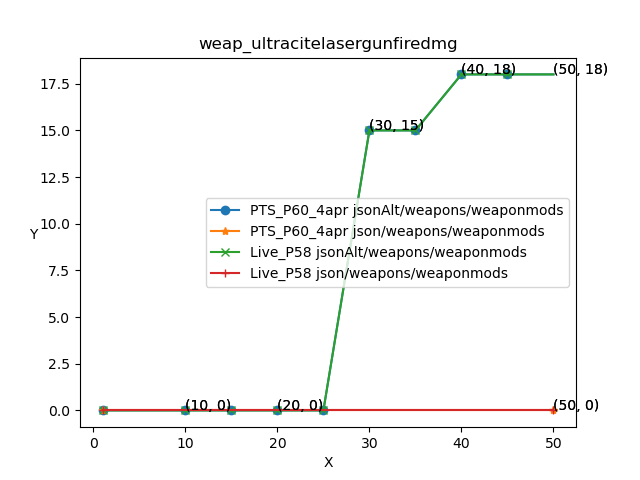 weap_ultracitelasergunfiredmg
17.5
15.0
12.5
10.0
7.5
5.0
2.5
0.0
Y
(40, 18)
(50, 18)
(30, 15)
PTS_P60_4apr jsonAlt/weapons/weaponmods
PTS_P60_4apr json/weapons/weaponmods
Live_P58 jsonAlt/weapons/weaponmods
Live_P58 json/weapons/weaponmods
(10, 0)
(20, 0)
(50, 0)
0
10
20
30
40
50
X